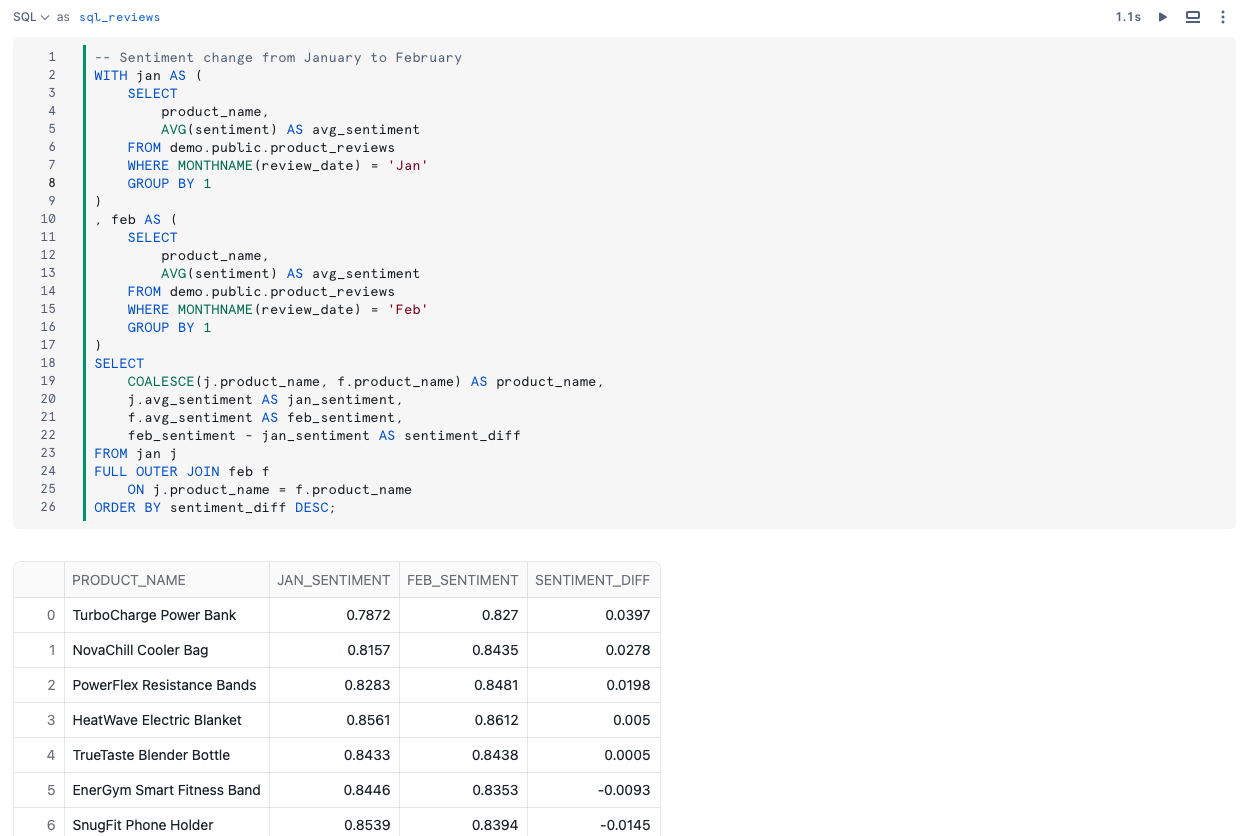 SQL as sql_reviews 1.1s
1 -- Sentiment change from January to February
2 WITH jan AS (
3     SELECT
4         product_name,
5         AVG(sentiment) AS avg_sentiment
6     FROM demo.public.product_reviews
7     WHERE MONTHNAME(review_date) = 'Jan'
8     GROUP BY 1
9 )
10 , feb AS (
11     SELECT
12         product_name,
13         AVG(sentiment) AS avg_sentiment
14     FROM demo.public.product_reviews
15     WHERE MONTHNAME(review_date) = 'Feb'
16     GROUP BY 1
17 )
18 SELECT
19     COALESCE(j.product_name, f.product_name) AS product_name,
20     j.avg_sentiment AS jan_sentiment,
21     f.avg_sentiment AS feb_sentiment,
22     feb_sentiment - jan_sentiment AS sentiment_diff
23 FROM jan j
24 FULL OUTER JOIN feb f
25     ON j.product_name = f.product_name
26 ORDER BY sentiment_diff DESC;
PRODUCT_NAME JAN_SENTIMENT FEB_SENTIMENT SENTIMENT_DIFF
0 TurboCharge Power Bank 0.7872 0.827 0.0397
1 NovaChill Cooler Bag 0.8157 0.8435 0.0278
2 PowerFlex Resistance Bands 0.8283 0.8481 0.0198
3 HeatWave Electric Blanket 0.8561 0.8612 0.005
4 TrueTaste Blender Bottle 0.8433 0.8438 0.0005
5 EnerGym Smart Fitness Band 0.8446 0.8353 -0.0093
6 SnugFit Phone Holder 0.8539 0.8394 -0.0145